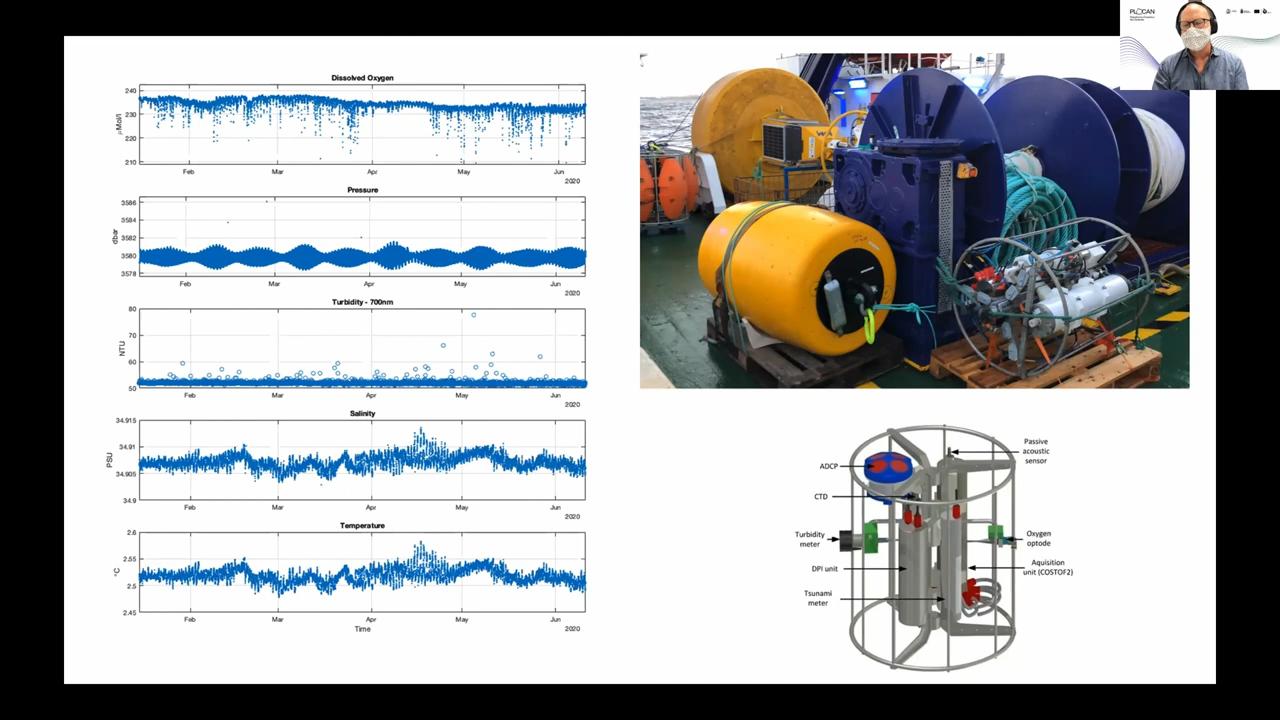 PLOCAN
Dissolved Oxygen
240
230
220
210
µMol/l
Feb
Mar
Apr
May
Jun
2020
Pressure
3586
3584
3582
3580
3578
dbar
Feb
Mar
Apr
May
Jun
2020
Turbidity - 700nm
80
70
60
50
NTU
Feb
Mar
Apr
May
Jun
2020
Salinity
34.915
34.91
34.905
34.9
PSU
Feb
Mar
Apr
May
Jun
2020
Temperature
2.6
2.55
2.5
2.45
°C
Feb
Mar
Apr
May
Jun
Time
2020
Passive
acoustic
sensor
ADCP
CTD
Turbidity
meter
Oxygen
optode
DPI unit
Aquisition
unit (COSTOF2)
Tsunami
meter